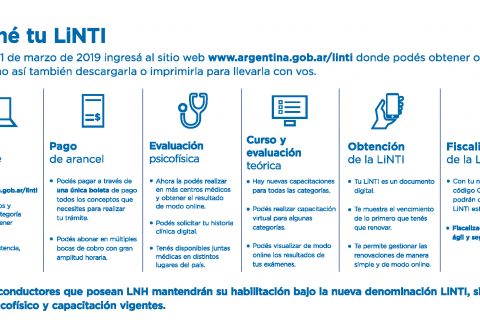 né tu LiNTI
1 de marzo de 2019 ingresá al sitio web www.argentina.gob.ar/linti donde podés obtener o
no así también descargarla o imprimirla para llevarla con vos.
e
ob.ar/linti
os y
tegoría
ner
tencia,
Pago
de arancel
• Podés pagar a través de
una única boleta de pago
todos los conceptos que
necesites para realizar
tu trámite.
• Podés abonar en múltiples
bocas de cobro con gran
amplitud horaria.
Evaluación
psicofísica
• Ahora la podés realizar
en más centros médicos y
obtener el resultado
de modo online.
• Podés solicitar tu historia
clínica digital.
• Tenés disponibles juntas
médicas en distintos
lugares del país.
Curso y
evaluación
teórica
• Hay nuevas capacitaciones
para todas las categorías.
• Podés realizar capacitación
virtual para algunas
categorías.
• Podés visualizar de modo
online los resultados de
tus exámenes.
Obtención
de la LiNTI
• Tu LiNTI es un documento
digital.
• Te muestra el vencimiento
de lo primero que tenés que
renovar.
• Te permite gestionar las
renovaciones de manera
simple y de modo online.
Fiscali
de la L
• Con tu n
código Q
podrán c
LiNTI est
• Fiscaliza
ágil y seg
conductores que posean LNH mantendrán su habilitación bajo la nueva denominación LiNTI, si
cofísico y capacitación vigentes.